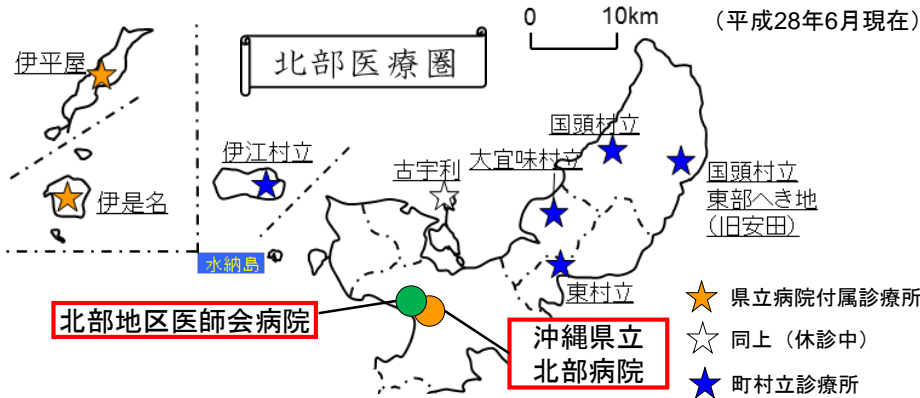 0 10km
(平成28年6月現在)
北部医療圏
伊平屋
伊是名
伊江村立
水納島
古宇利
国頭村立
大宜味村立
国頭村立
東部へき地
(旧安田)
東村立
北部地区医師会病院
沖縄県立
北部病院
県立病院付属診療所
同上（休診中）
町村立診療所